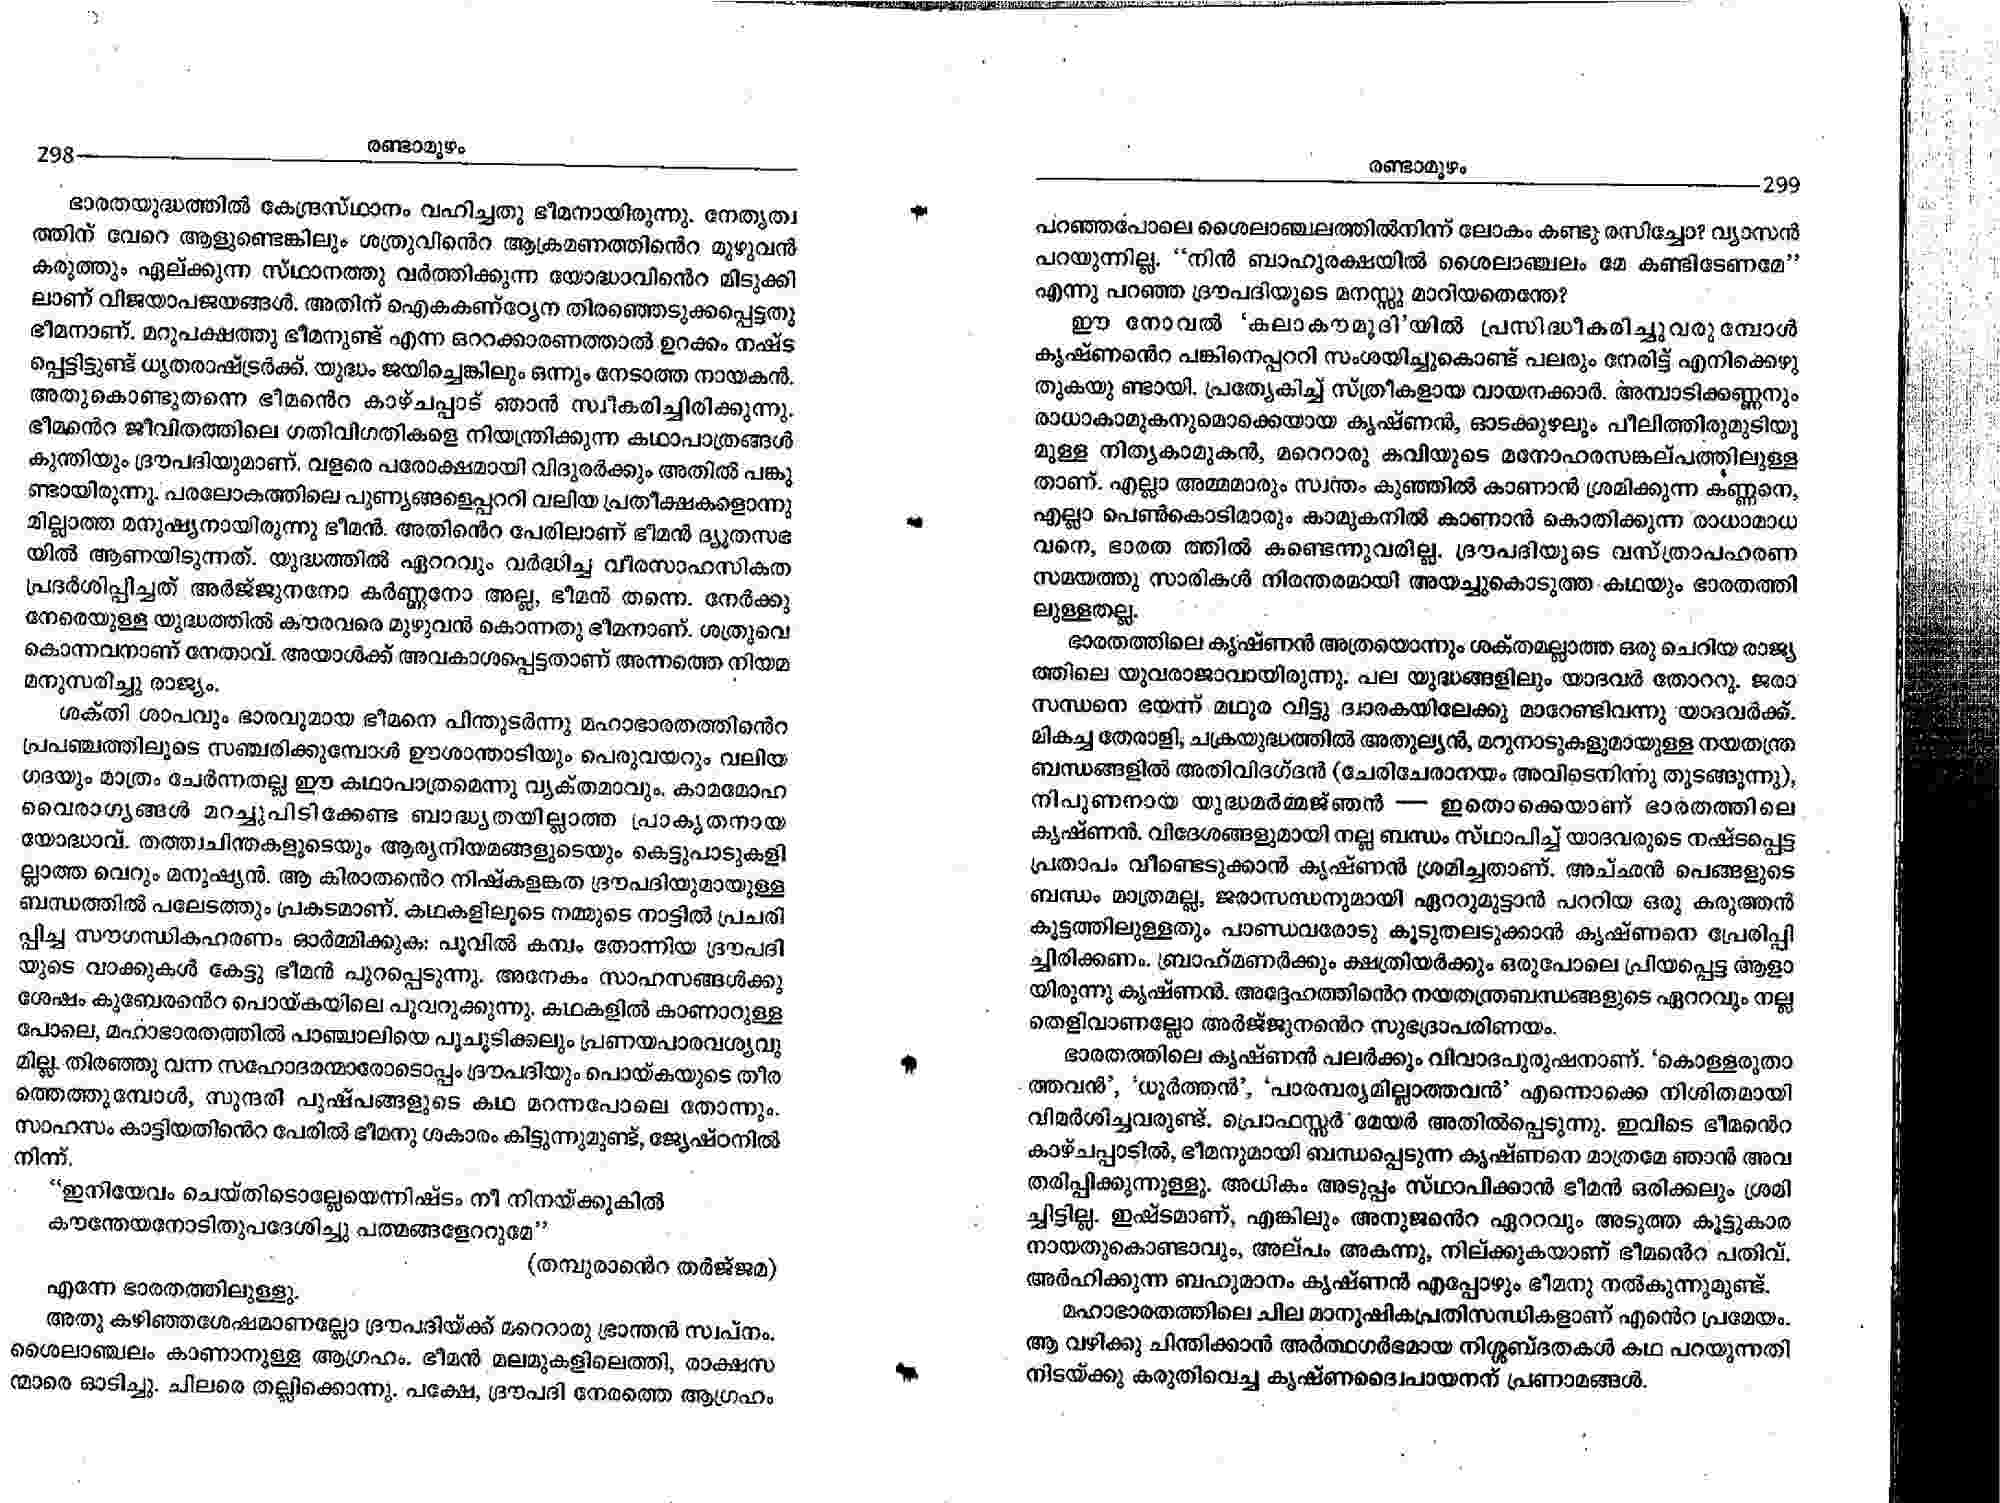 298
രണ്ടാമൂഴം
ഭാരതയുദ്ധത്തിൽ കേന്ദ്രസ്ഥാനം വഹിച്ചതു ഭീമനായിരുന്നു. നേതൃത്വ
ത്തിന് വേറെ ആളുണ്ടെങ്കിലും ശത്രുവിൻെറ ആക്രമണത്തിൻെറ മുഴുവൻ
കരുത്തും ഏല്ക്കുന്ന സ്ഥാനത്തു വർത്തിക്കുന്ന യോദ്ധാവിൻെറ മിടുക്കി
ലാണ് വിജയാപജയങ്ങൾ. അതിന് ഐകകണ്ഠ്യേന തിരഞ്ഞെടുക്കപ്പെട്ടതു
ഭീമനാണ്. മറുപക്ഷത്തു ഭീമനുണ്ട് എന്ന ഒററക്കാരണത്താൽ ഉറക്കം നഷ്ട
പ്പെട്ടിട്ടുണ്ട് ധൃതരാഷ്ട്രർക്ക്. യുദ്ധം ജയിച്ചെങ്കിലും ഒന്നും നേടാത്ത നായകൻ.
അതുകൊണ്ടുതന്നെ ഭീമൻെറ കാഴ്ചപ്പാട് ഞാൻ സ്വീകരിച്ചിരിക്കുന്നു.
ഭീമൻെറ ജീവിതത്തിലെ ഗതിവിഗതികളെ നിയന്ത്രിക്കുന്ന കഥാപാത്രങ്ങൾ
കുന്തിയും ദ്രൗപദിയുമാണ്. വളരെ പരോക്ഷമായി വിദുരർക്കും അതിൽ പങ്കു
ണ്ടായിരുന്നു. പരലോകത്തിലെ പുണ്യങ്ങളെപ്പററി വലിയ പ്രതീക്ഷകളൊന്നു
മില്ലാത്ത മനുഷ്യനായിരുന്നു ഭീമൻ. അതിൻെറ പേരിലാണ് ഭീമൻ ദ്യൂതസഭ
യിൽ ആണയിടുന്നത്. യുദ്ധത്തിൽ ഏററവും വർദ്ധിച്ച വീരസാഹസികത
പ്രദർശിപ്പിച്ചത് അർജ്ജുനനോ കർണ്ണനോ അല്ല, ഭീമൻ തന്നെ. നേർക്കു
നേരെയുള്ള യുദ്ധത്തിൽ കൗരവരെ മുഴുവൻ കൊന്നതു ഭീമനാണ്. ശത്രുവെ
കൊന്നവനാണ് നേതാവ്. അയാൾക്ക് അവകാശപ്പെട്ടതാണ് അന്നത്തെ നിയമ
മനുസരിച്ചു രാജ്യം.
ശക്തി ശാപവും ഭാരവുമായ ഭീമനെ പിന്തുടർന്നു മഹാഭാരതത്തിൻെറ
പ്രപഞ്ചത്തിലൂടെ സഞ്ചരിക്കുമ്പോൾ ഊശാന്താടിയും പെരുവയറും വലിയ
ഗദയും മാത്രം ചേർന്നതല്ല ഈ കഥാപാത്രമെന്നു വ്യക്തമാവും. കാമമോഹ
വൈരാഗ്യങ്ങൾ മറച്ചുപിടിക്കേണ്ട ബാദ്ധ്യതയില്ലാത്ത പ്രാകൃതനായ
യോദ്ധാവ്. തത്ത്വചിന്തകളുടെയും ആര്യനിയമങ്ങളുടെയും കെട്ടുപാടുകളി
ല്ലാത്ത വെറും മനുഷ്യൻ. ആ കിരാതൻെറ നിഷ്കളങ്കത ദ്രൗപദിയുമായുള്ള
ബന്ധത്തിൽ പലേടത്തും പ്രകടമാണ്. കഥകളിലൂടെ നമ്മുടെ നാട്ടിൽ പ്രചരി
പ്പിച്ച സൗഗന്ധികഹരണം ഓർമ്മിക്കുക: പൂവിൽ കമ്പം തോന്നിയ ദ്രൗപദി
യുടെ വാക്കുകൾ കേട്ടു ഭീമൻ പുറപ്പെടുന്നു. അനേകം സാഹസങ്ങൾക്കു
ശേഷം കുബേരൻെറ പൊയ്കയിലെ പൂവറുക്കുന്നു. കഥകളിൽ കാണാറുള്ള
പോലെ, മഹാഭാരതത്തിൽ പാഞ്ചാലിയെ പൂചൂടിക്കലും പ്രണയപാരവശ്യവു
മില്ല. തിരഞ്ഞു വന്ന സഹോദരന്മാരോടൊപ്പം ദ്രൗപദിയും പൊയ്കയുടെ തീര
ത്തെത്തുമ്പോൾ, സുന്ദരി പുഷ്പങ്ങളുടെ കഥ മറന്നപോലെ തോന്നും.
സാഹസം കാട്ടിയതിൻെറ പേരിൽ ഭീമനു ശകാരം കിട്ടുന്നുമുണ്ട്, ജ്യേഷ്ഠനിൽ
നിന്ന്.
“ഇനിയേവം ചെയ്തിടൊല്ലേയെന്നിഷ്ടം നീ നിനയ്ക്കുകിൽ
കൗന്തേയനോടിതുപദേശിച്ചു പത്മങ്ങളേററുമേ”
(തമ്പുരാൻെറ തർജ്ജമ)
എന്നേ ഭാരതത്തിലുള്ളു.
അതു കഴിഞ്ഞശേഷമാണല്ലോ ദ്രൗപദിയ്ക്ക് മറെറാരു ഭ്രാന്തൻ സ്വപ്നം.
ശൈലാഞ്ചലം കാണാനുള്ള ആഗ്രഹം. ഭീമൻ മലമുകളിലെത്തി, രാക്ഷസ
ന്മാരെ ഓടിച്ചു. ചിലരെ തല്ലിക്കൊന്നു. പക്ഷേ, ദ്രൗപദി നേരത്തെ ആഗ്രഹം
രണ്ടാമൂഴം
299
പറഞ്ഞപോലെ ശൈലാഞ്ചലത്തിൽനിന്ന് ലോകം കണ്ടു രസിച്ചോ? വ്യാസൻ
പറയുന്നില്ല. “നിൻ ബാഹുരക്ഷയിൽ ശൈലാഞ്ചലം മേ കണ്ടിടേണമേ”
എന്നു പറഞ്ഞ ദ്രൗപദിയുടെ മനസ്സു മാറിയതെന്തേ?
ഈ നോവൽ ‘കലാകൗമുദി’യിൽ പ്രസിദ്ധീകരിച്ചുവരുമ്പോൾ
കൃഷ്ണൻെറ പങ്കിനെപ്പററി സംശയിച്ചുകൊണ്ട് പലരും നേരിട്ട് എനിക്കെഴു
തുകയു ണ്ടായി. പ്രത്യേകിച്ച് സ്ത്രീകളായ വായനക്കാർ. അമ്പാടിക്കണ്ണനും
രാധാകാമുകനുമൊക്കെയായ കൃഷ്ണൻ, ഓടക്കുഴലും പീലിത്തിരുമുടിയു
മുള്ള നിത്യകാമുകൻ, മറെറാരു കവിയുടെ മനോഹരസങ്കല്പത്തിലുള്ള
താണ്. എല്ലാ അമ്മമാരും സ്വന്തം കുഞ്ഞിൽ കാണാൻ ശ്രമിക്കുന്ന കണ്ണനെ,
എല്ലാ പെൺകൊടിമാരും കാമുകനിൽ കാണാൻ കൊതിക്കുന്ന രാധാമാധ
വനെ, ഭാരത ത്തിൽ കണ്ടെന്നുവരില്ല. ദ്രൗപദിയുടെ വസ്ത്രാപഹരണ
സമയത്തു സാരികൾ നിരന്തരമായി അയച്ചുകൊടുത്ത കഥയും ഭാരതത്തി
ലുള്ളതല്ല.
ഭാരതത്തിലെ കൃഷ്ണൻ അത്രയൊന്നും ശക്തമല്ലാത്ത ഒരു ചെറിയ രാജ്യ
ത്തിലെ യുവരാജാവായിരുന്നു. പല യുദ്ധങ്ങളിലും യാദവർ തോററു. ജരാ
സന്ധനെ ഭയന്ന് മഥുര വിട്ടു ദ്വാരകയിലേക്കു മാറേണ്ടിവന്നു യാദവർക്ക്.
മികച്ച തേരാളി, ചക്രയുദ്ധത്തിൽ അതുല്യൻ, മറുനാടുകളുമായുള്ള നയതന്ത്ര
ബന്ധങ്ങളിൽ അതിവിദഗ്ദൻ (ചേരിചേരാനയം അവിടെനിന്നു തുടങ്ങുന്നു),
നിപുണനായ യുദ്ധമർമ്മജ്ഞൻ — ഇതൊക്കെയാണ് ഭാരതത്തിലെ
കൃഷ്ണൻ. വിദേശങ്ങളുമായി നല്ല ബന്ധം സ്ഥാപിച്ച് യാദവരുടെ നഷ്ടപ്പെട്ട
പ്രതാപം വീണ്ടെടുക്കാൻ കൃഷ്ണൻ ശ്രമിച്ചതാണ്. അച്ഛൻ പെങ്ങളുടെ
ബന്ധം മാത്രമല്ല, ജരാസന്ധനുമായി ഏററുമുട്ടാൻ പററിയ ഒരു കരുത്തൻ
കൂട്ടത്തിലുള്ളതും പാണ്ഡവരോടു കൂടുതലടുക്കാൻ കൃഷ്ണനെ പ്രേരിപ്പി
ച്ചിരിക്കണം. ബ്രാഹ്മണർക്കും ക്ഷത്രിയർക്കും ഒരുപോലെ പ്രിയപ്പെട്ട ആളാ
യിരുന്നു കൃഷ്ണൻ. അദ്ദേഹത്തിൻെറ നയതന്ത്രബന്ധങ്ങളുടെ ഏററവും നല്ല
തെളിവാണല്ലോ അർജ്ജുനൻെറ സുഭദ്രാപരിണയം.
ഭാരതത്തിലെ കൃഷ്ണൻ പലർക്കും വിവാദപുരുഷനാണ്. ‘കൊള്ളരുതാ
ത്തവൻ’, ‘ധൂർത്തൻ’, ‘പാരമ്പര്യമില്ലാത്തവൻ’ എന്നൊക്കെ നിശിതമായി
വിമർശിച്ചവരുണ്ട്. പ്രൊഫസ്സർ മേയർ അതിൽപ്പെടുന്നു. ഇവിടെ ഭീമൻെറ
കാഴ്ചപ്പാടിൽ, ഭീമനുമായി ബന്ധപ്പെടുന്ന കൃഷ്ണനെ മാത്രമേ ഞാൻ അവ
തരിപ്പിക്കുന്നുള്ളു. അധികം അടുപ്പം സ്ഥാപിക്കാൻ ഭീമൻ ഒരിക്കലും ശ്രമി
ച്ചിട്ടില്ല. ഇഷ്ടമാണ്, എങ്കിലും അനുജൻെറ ഏററവും അടുത്ത കൂട്ടുകാര
നായതുകൊണ്ടാവും, അല്പം അകന്നു, നില്ക്കുകയാണ് ഭീമൻെറ പതിവ്.
അർഹിക്കുന്ന ബഹുമാനം കൃഷ്ണൻ എപ്പോഴും ഭീമനു നൽകുന്നുമുണ്ട്.
മഹാഭാരതത്തിലെ ചില മാനുഷികപ്രതിസന്ധികളാണ് എൻെറ പ്രമേയം.
ആ വഴിക്കു ചിന്തിക്കാൻ അർത്ഥഗർഭമായ നിശ്ശബ്ദതകൾ കഥ പറയുന്നതി
നിടയ്ക്കു കരുതിവെച്ച കൃഷ്ണദ്വൈപായനന് പ്രണാമങ്ങൾ.